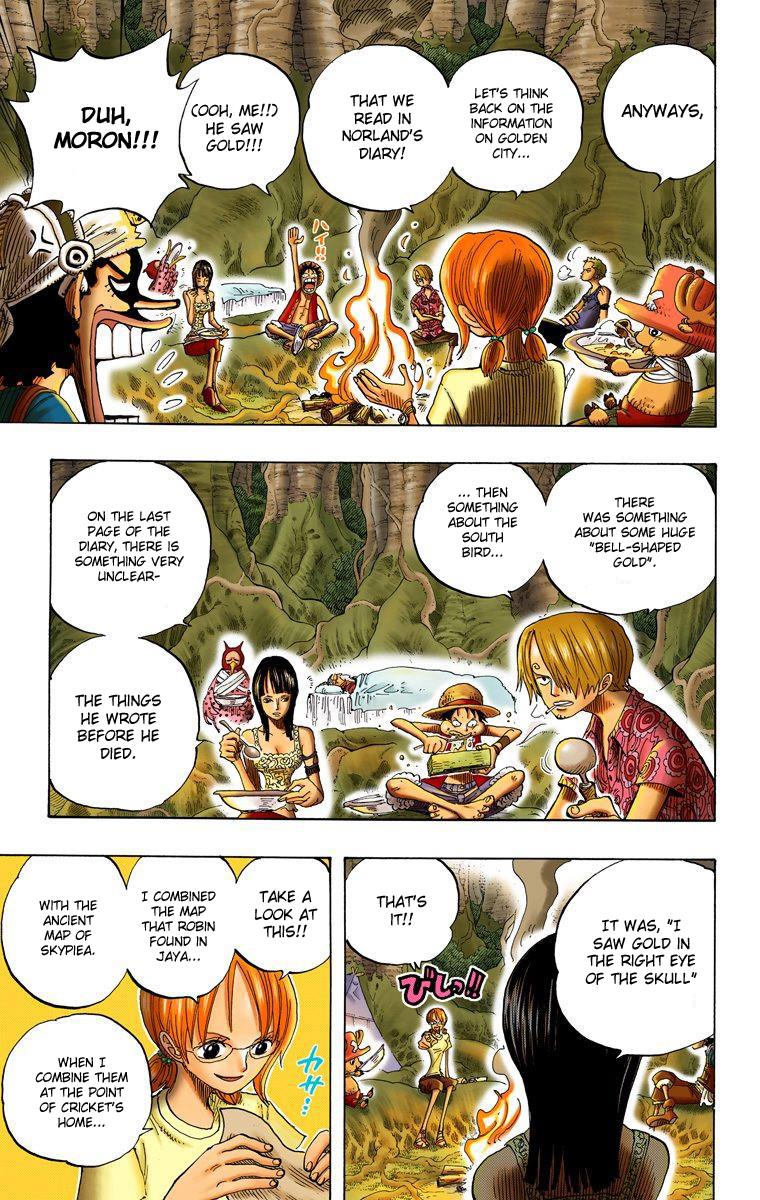 ANYWAYS,
LET'S THINK
BACK ON THE
INFORMATION
ON GOLDEN
CITY...
THAT WE
READ IN
NORLAND'S
DIARY!
(OOH, ME!!)
HE SAW
GOLD!!!
ハイ!!
DUH,
MORON!!!
THERE
WAS SOMETHING
ABOUT SOME HUGE
"BELL-SHAPED
GOLD".
... THEN
SOMETHING
ABOUT THE
SOUTH
BIRD...
ON THE LAST
PAGE OF THE
DIARY, THERE IS
SOMETHING VERY
UNCLEAR-
THE THINGS
HE WROTE
BEFORE HE
DIED.
IT WAS, "I
SAW GOLD IN
THE RIGHT EYE
OF THE SKULL"
THAT'S
IT!!
びしっ!!
TAKE A
LOOK AT
THIS!!
I COMBINED
THE MAP
THAT ROBIN
FOUND IN
JAYA...
WITH THE
ANCIENT
MAP OF
SKYPIEA.
WHEN I
COMBINE THEM
AT THE POINT
OF CRICKET'S
HOME...
カサ...